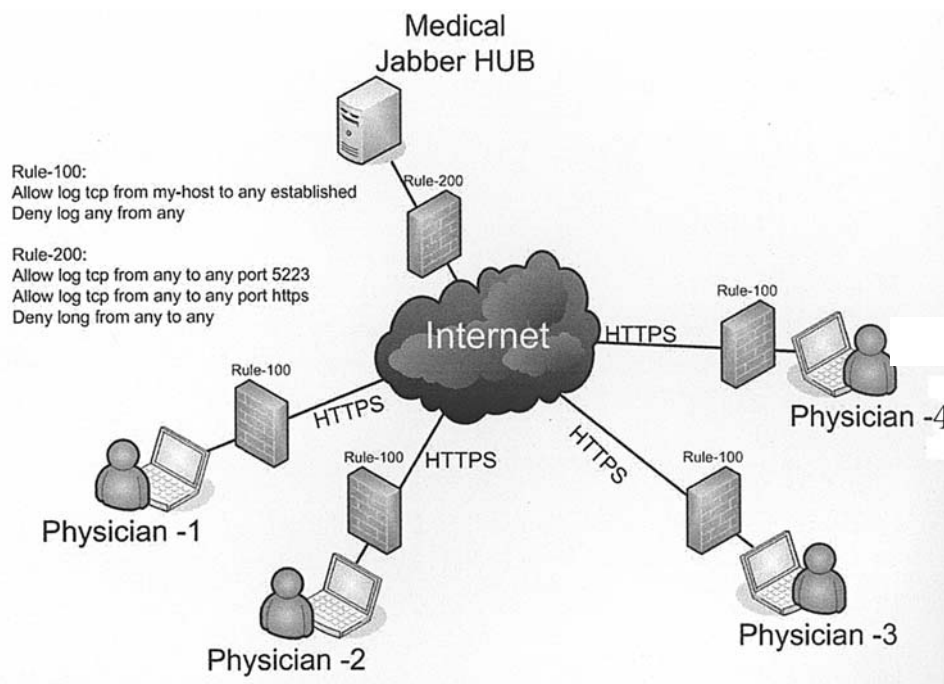 Medical
Jabber HUB
Rule-100:
Allow log tcp from my-host to any established
Deny log any from any
Rule-200:
Allow log tcp from any to any port 5223
Allow log tcp from any to any port https
Deny long from any to any
Rule-200
Internet
HTTPS
Rule-100
Physician -4
Rule-100
HTTPS
Physician -1
Rule-100
HTTPS
Physician -2
HTTPS
Rule-100
Physician -3